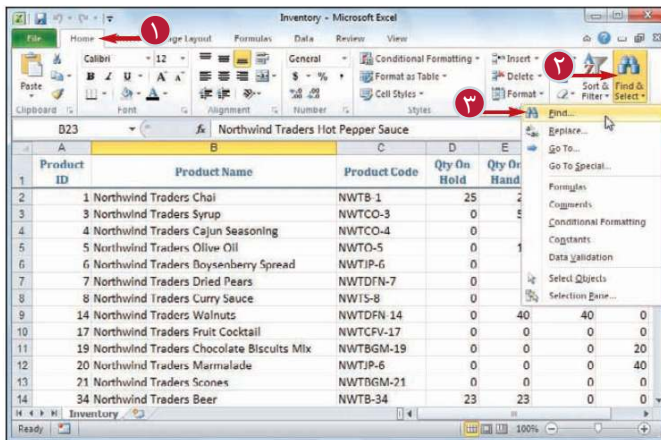 Inventory - Microsoft Excel
File Home Page Layout Formulas Data Review View
۱
۲
۳
Paste
Calibri 12
B I U A A
A
General
$ % ,
Conditional Formatting
Format as Table
Cell Styles
Insert
Delete
Format
Sort & Filter
Find & Select
Clipboard Font Alignment Number Styles
Find...
Replace...
Go To...
Go To Special...
Formulas
Comments
Conditional Formatting
Constants
Data Validation
Select Objects
Selection Pane...
B23 fx Northwind Traders Hot Pepper Sauce
A B C D E
1 Product ID Product Name Product Code Qty On Hold Qty On Hand
2 1 Northwind Traders Chai NWTB-1 25
3 3 Northwind Traders Syrup NWTCO-3 0
4 4 Northwind Traders Cajun Seasoning NWTCO-4 0
5 5 Northwind Traders Olive Oil NWTO-5 0
6 6 Northwind Traders Boysenberry Spread NWTJP-6 0
7 7 Northwind Traders Dried Pears NWTDFN-7 0
8 8 Northwind Traders Curry Sauce NWTS-8 0
9 14 Northwind Traders Walnuts NWTDFN-14 0 40 40 0
10 17 Northwind Traders Fruit Cocktail NWTCFV-17 0 0 0 0
11 19 Northwind Traders Chocolate Biscuits Mix NWTBGM-19 0 0 0 20
12 20 Northwind Traders Marmalade NWTJP-6 0 0 0 40
13 21 Northwind Traders Scones NWTBGM-21 0 0 0 0
14 34 Northwind Traders Beer NWTB-34 23 23 0 0
Inventory
Ready 100%